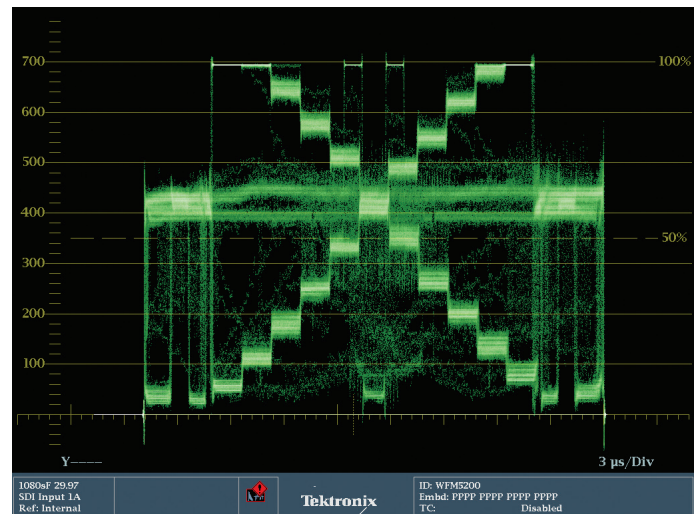 700
100%
600
500
400
50%
300
200
100
Y----
3 µs/Div
1080sF 29.97
SDI Input 1A
Ref: Internal
Tektronix
ID: WFM5200
Embd: PPPP PPPP PPPP PPPP
TC: Disabled